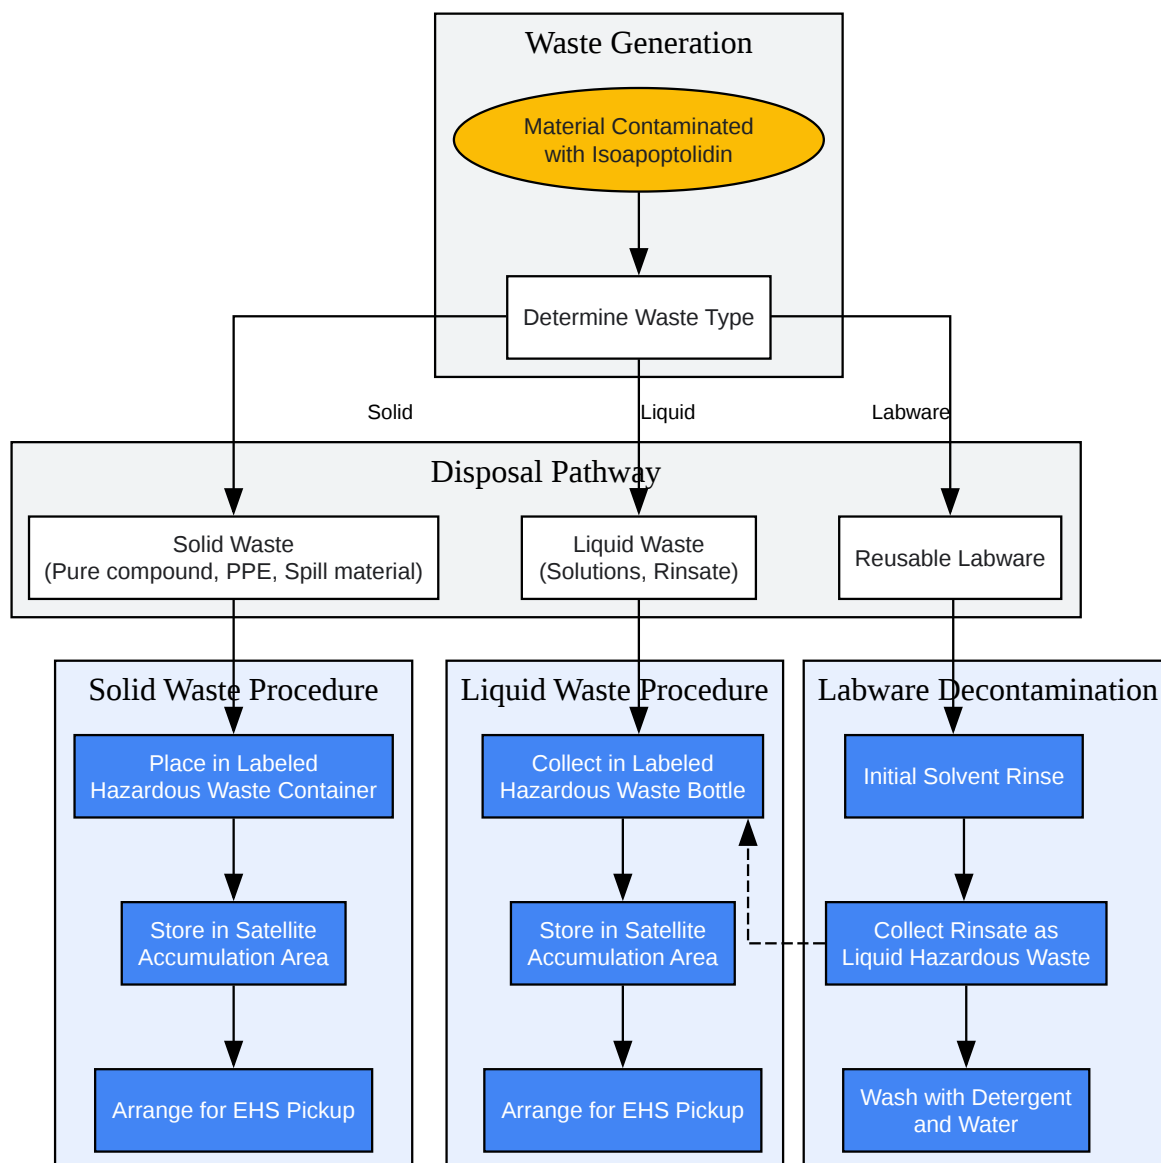 Waste Generation
Material Contaminated
with Isoapoptolidin
Determine Waste Type
Solid
Liquid
Labware
Disposal Pathway
Solid Waste
(Pure compound, PPE, Spill material)
Liquid Waste
(Solutions, Rinsate)
Reusable Labware
Solid Waste Procedure
Place in Labeled
Hazardous Waste Container
Store in Satellite
Accumulation Area
Arrange for EHS Pickup
Liquid Waste Procedure
Collect in Labeled
Hazardous Waste Bottle
Store in Satellite
Accumulation Area
Arrange for EHS Pickup
Labware Decontamination
Initial Solvent Rinse
Collect Rinsate as
Liquid Hazardous Waste
Wash with Detergent
and Water